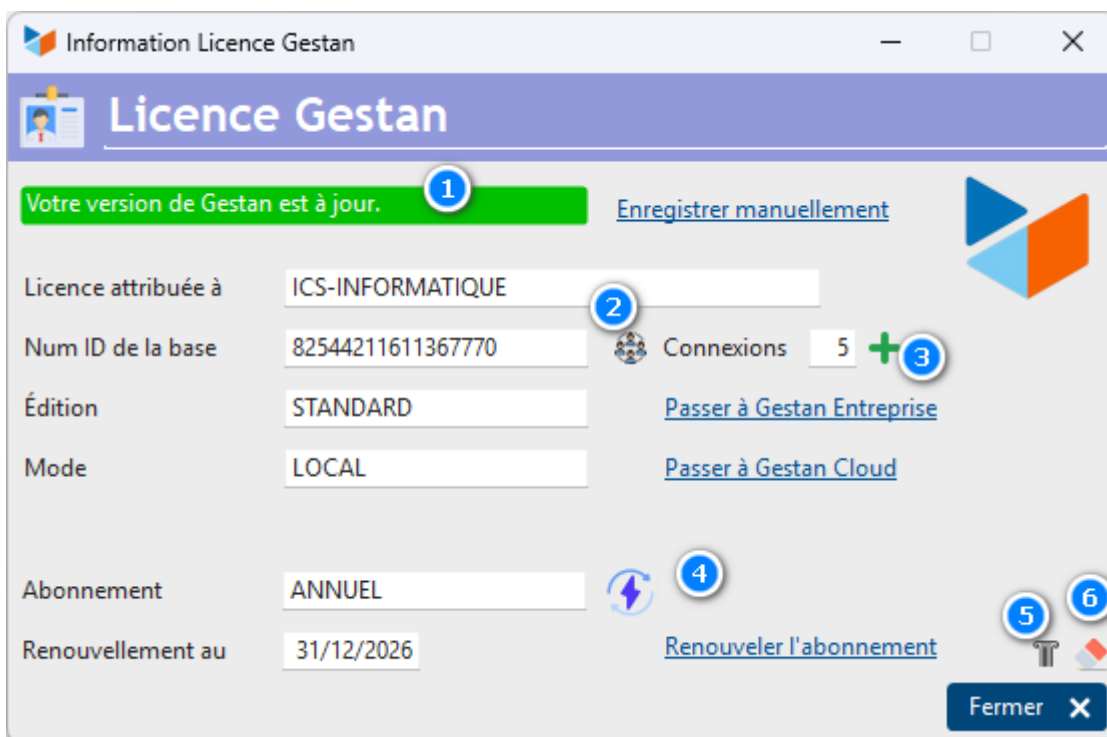 Information Licence Gestan
Licence Gestan
Votre version de Gestan est à jour. 1 Enregistrer manuellement
Licence attribuée à ICS-INFORMATIQUE
2
Num ID de la base 82544211611367770 Connexions 5 3
Édition STANDARD Passer à Gestan Entreprise
Mode LOCAL Passer à Gestan Cloud
Abonnement ANNUEL 4
5 6
Renouvellement au 31/12/2026 Renouveler l'abonnement
Fermer